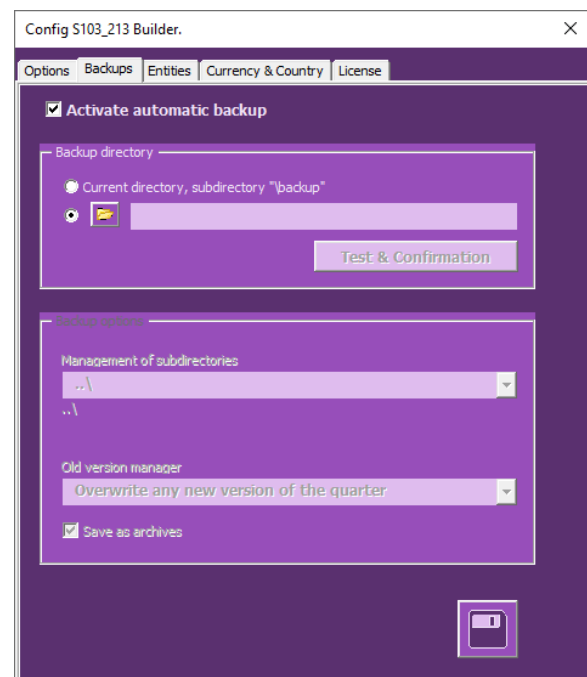 Config S103_213 Builder.
Options Backups Entities Currency & Country License
Activate automatic backup
Backup directory
Current directory, subdirectory "\backup"
Test & Confirmation
Backup options
Management of subdirectories
..\
..\
Old version manager
Overwrite any new version of the quarter
Save as archives